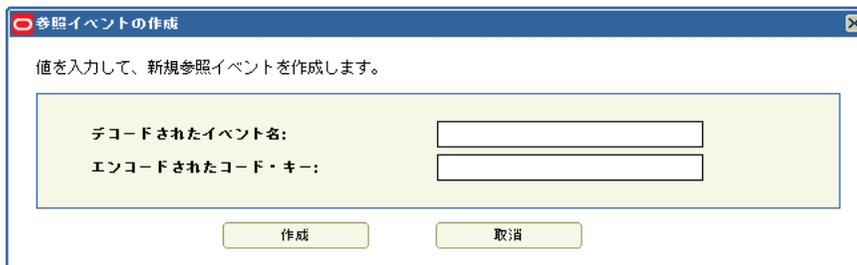 参照イベントの作成
値を入力して、新規参照イベントを作成します。
デコードされたイベント名:
エンコードされたコード・キー:
作成 取消